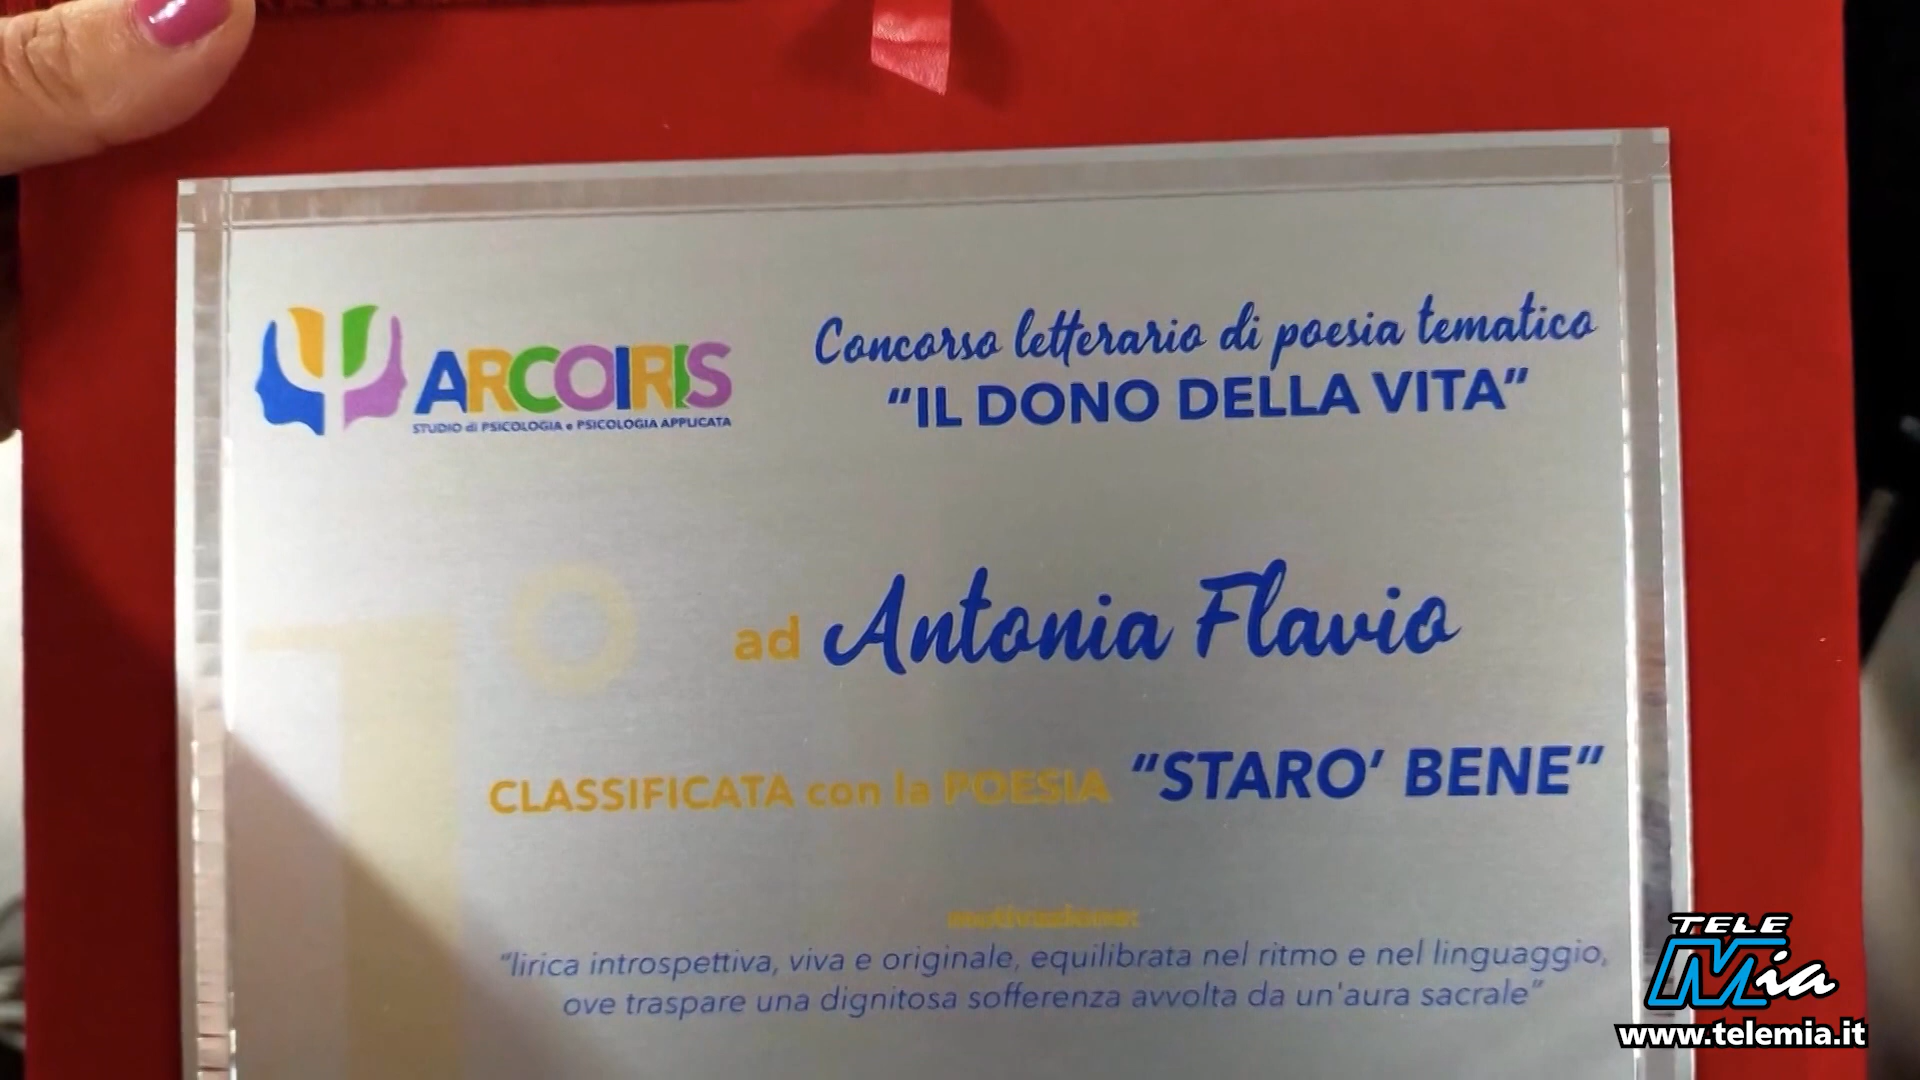 ARCOIRIS
STUDIO di PSICOLOGIA e PSICOLOGIA APPLICATA
Concorso letterario di poesia tematico
“IL DONO DELLA VITA”
1°
ad Antonia Flavio
CLASSIFICATA con la POESIA “STARO’ BENE”
motivazione:
“lirica introspettiva, viva e originale, equilibrata nel ritmo e nel linguaggio,
ove traspare una dignitosa sofferenza avvolta da un'aura sacrale”
TELE
Mia
www.telemia.it